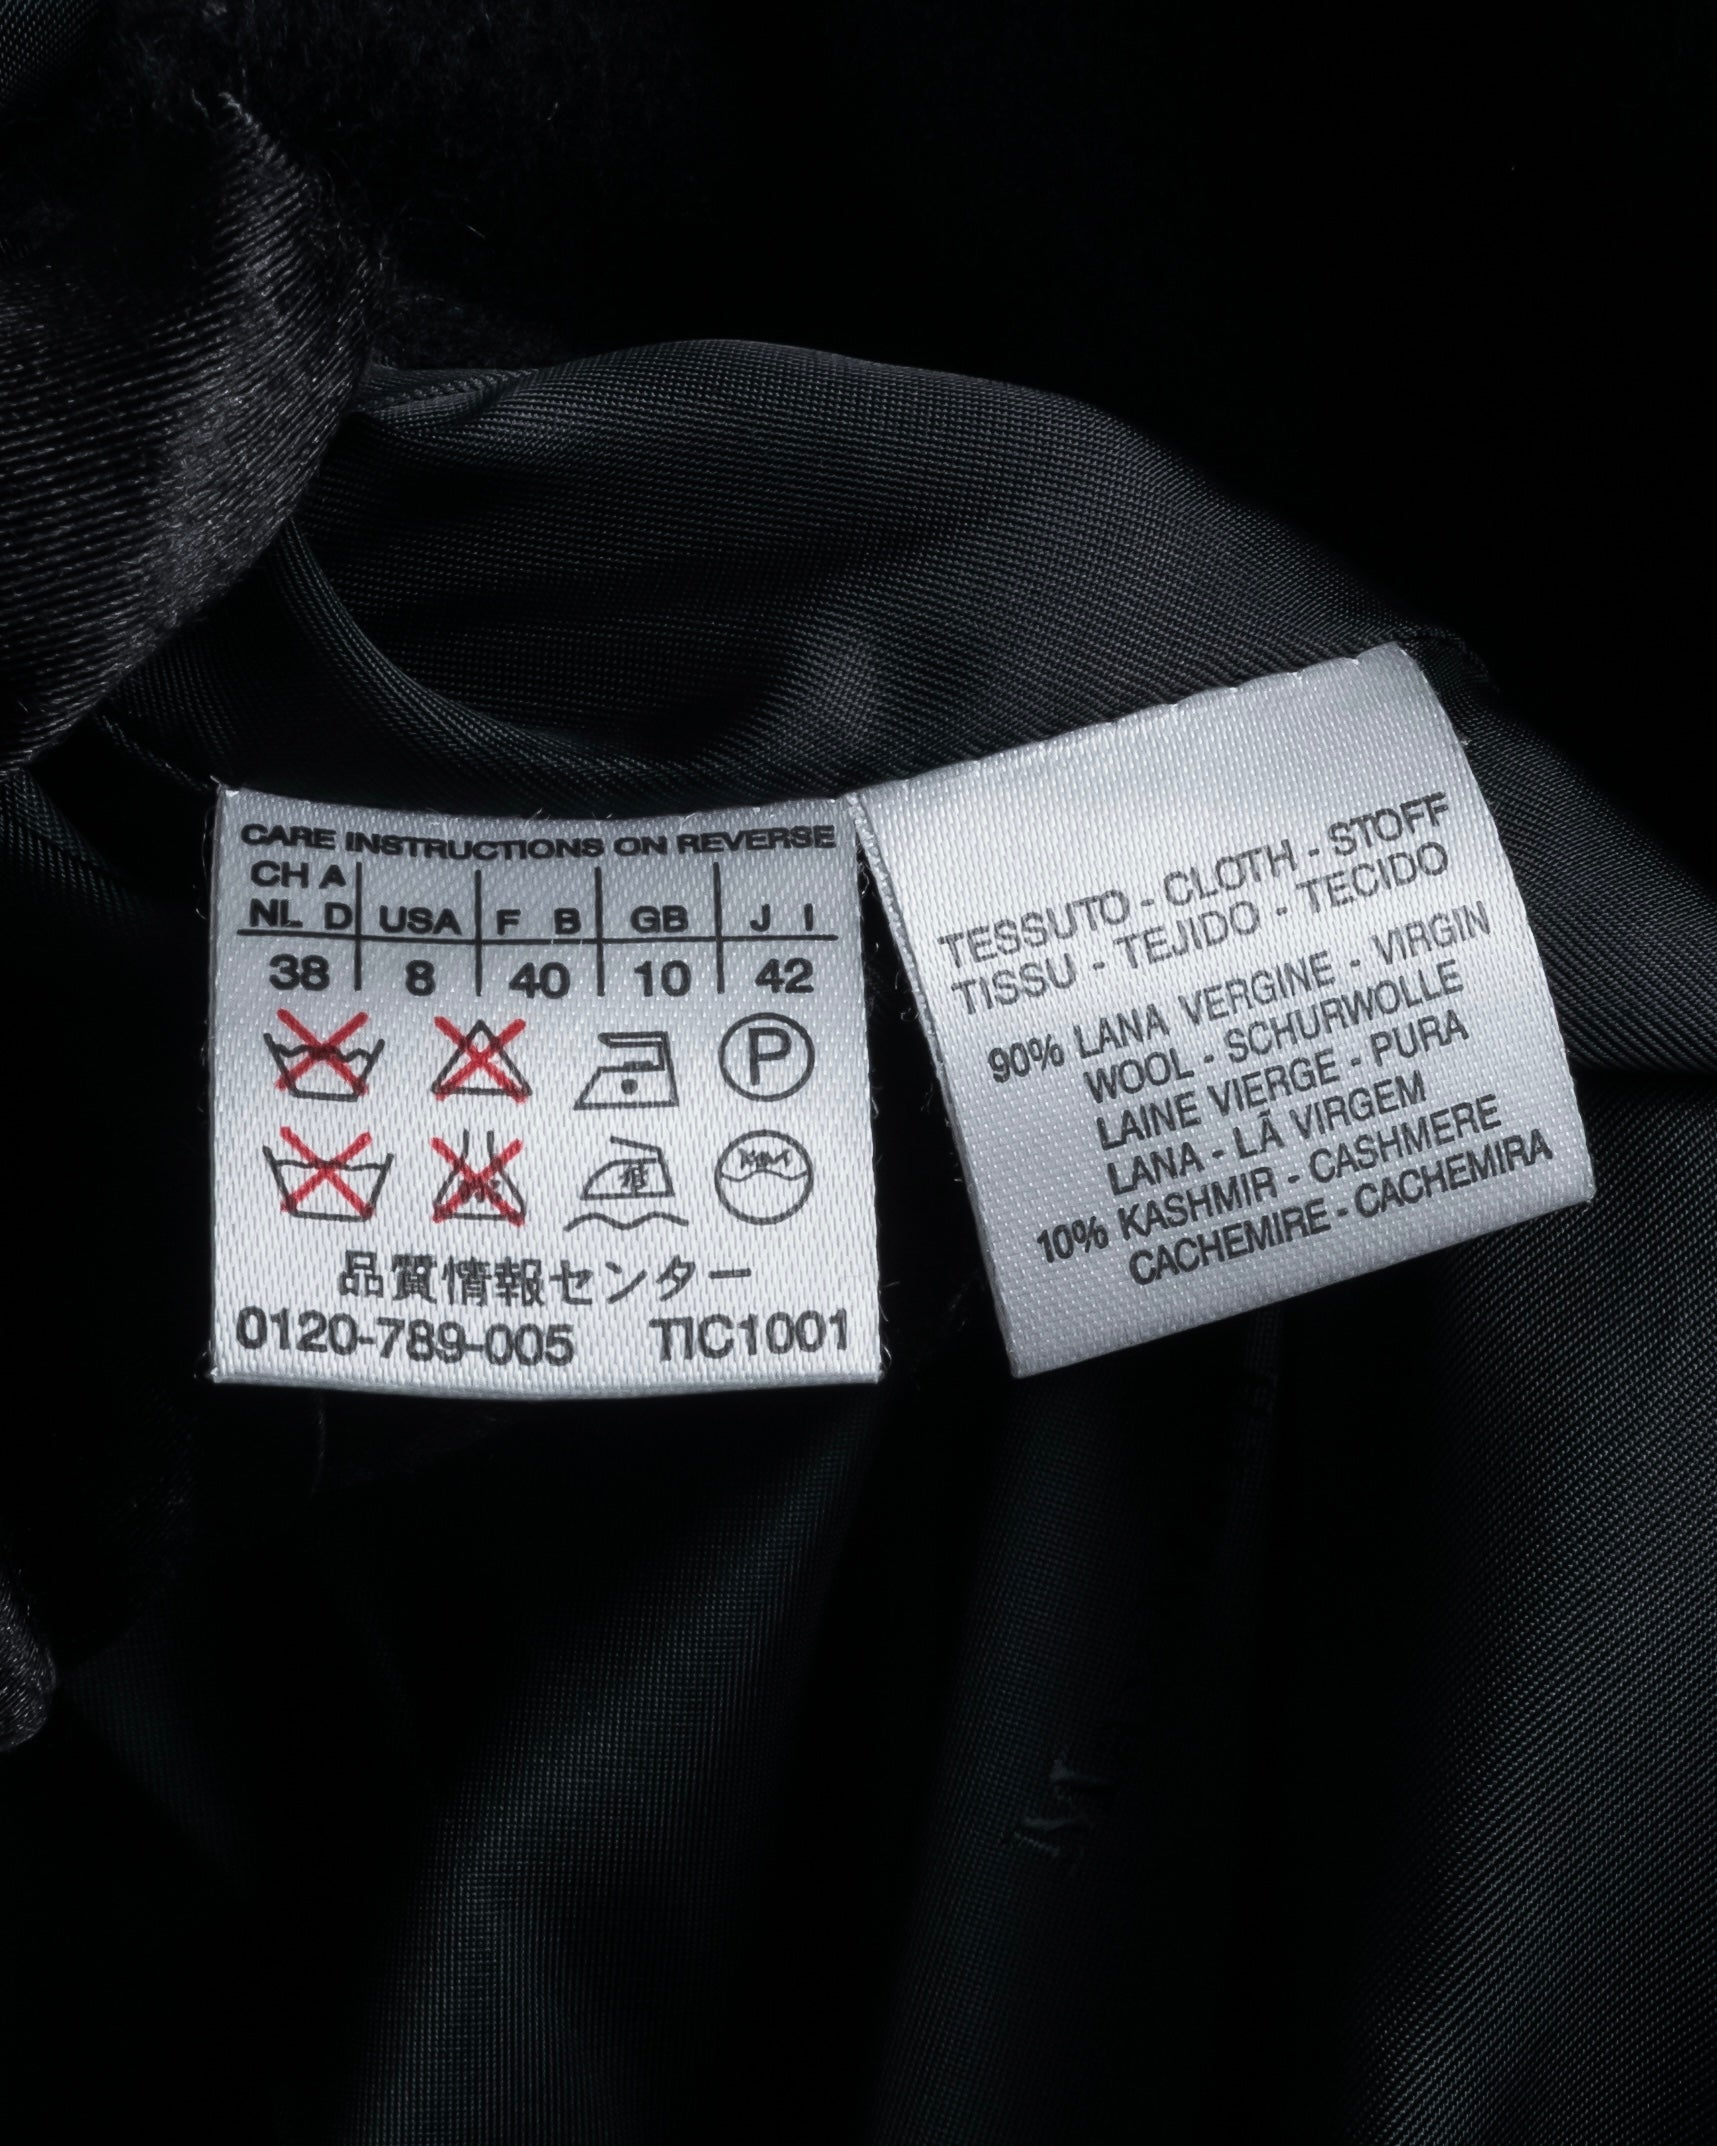 CARE INSTRUCTIONS ON REVERSE
CH A
NL D USA F B GB J I
38 8 40 10 42
P
品質情報センター
0120-789-005 TIC1001
TESSUTO - CLOTH - STOFF
TISSU - TEJIDO - TECIDO
90% LANA VERGINE - VIRGIN
WOOL - SCHURWOLLE
LAINE VIERGE - PURA
LANA - LÃ VIRGEM
10% KASHMIR - CASHMERE
CACHEMIRE - CACHEMIRA